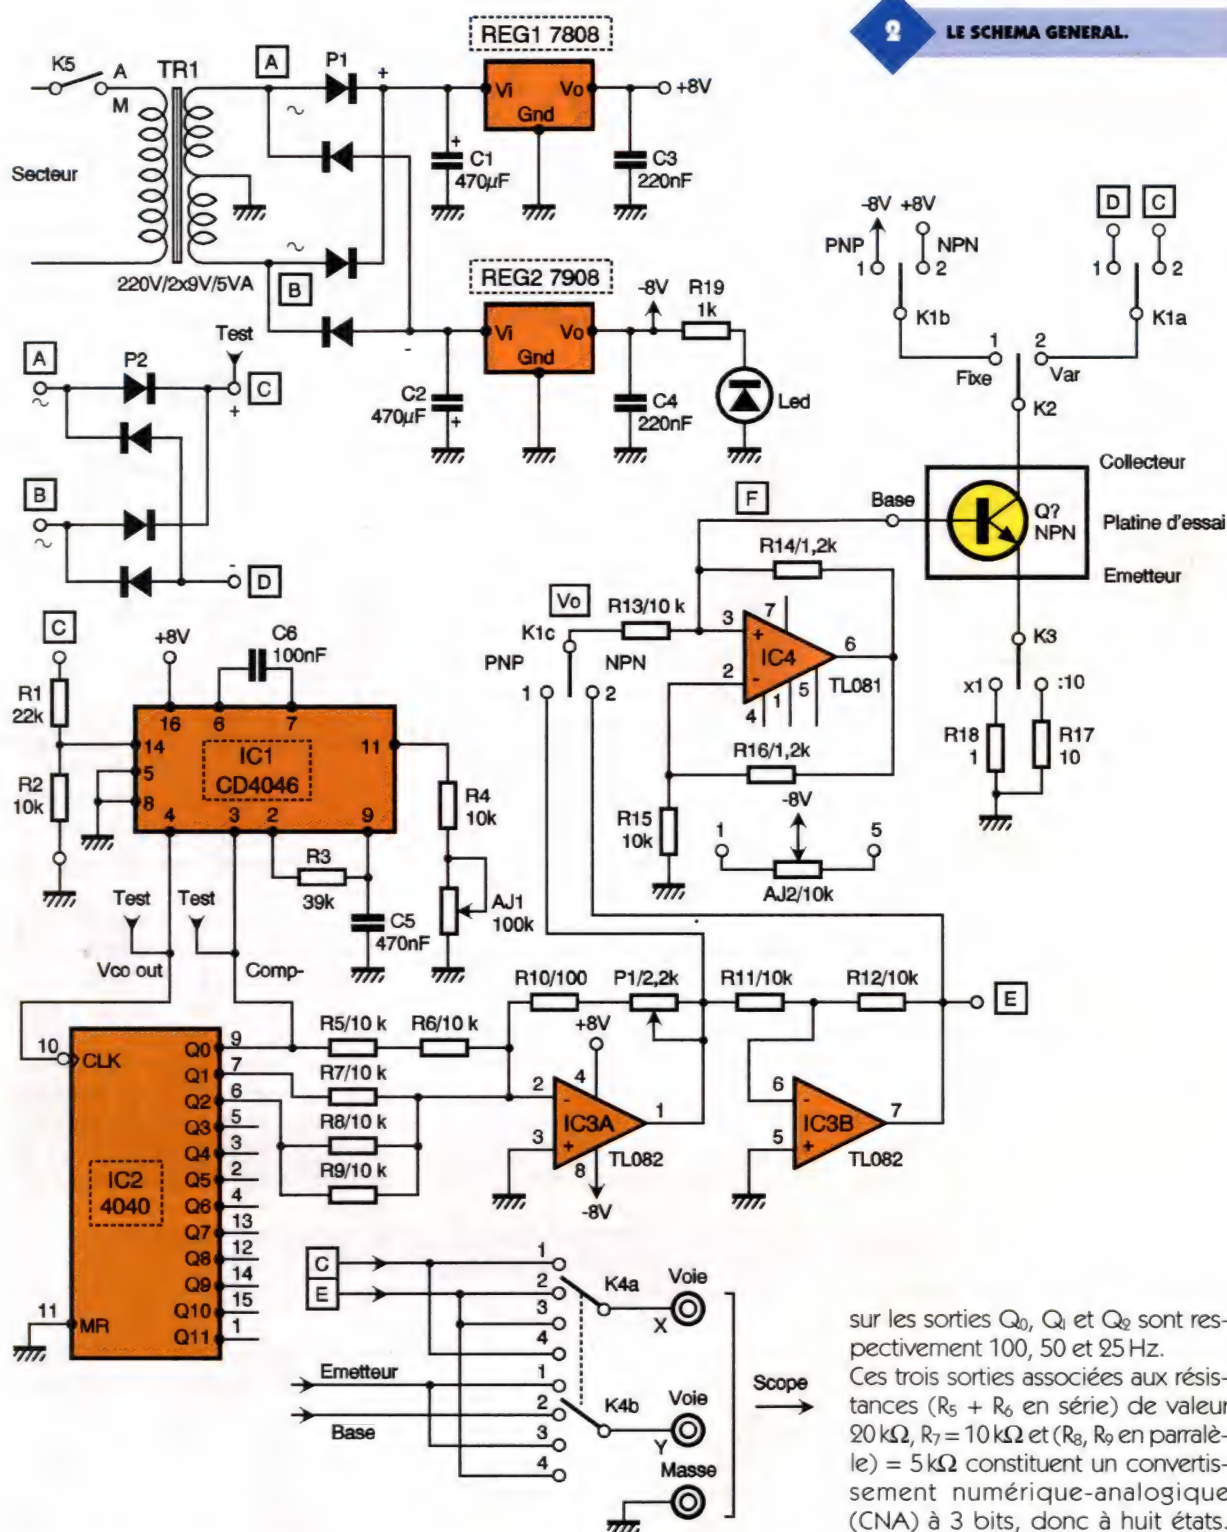 2 LE SCHEMA GENERAL.
REG1 7808
K5
A
M
TR1
A
P1
+
Vi
Vo
Gnd
+8V
~
+
C1
470µF
C3
220nF
Secteur
~
220V/2x9V/5VA
B
REG2 7908
-8V
R19
1k
Vi
Vo
Gnd
-
C2
470µF
+
C4
220nF
Led
D
C
-8V
+8V
PNP
NPN
1
2
1
2
K1b
K1a
1
2
Fixe
Var
K2
Test
A
P2
C
~
+
B
~
-
D
Collecteur
F
Base
Q?
NPN
Platine d'essai
Emetteur
R14/1,2k
Vo
R13/10 k
K1c
3
7
+
IC4
6
PNP
NPN
2
-
TL081
1
2
4
1
5
K3
x1
:10
R18
1
R17
10
R16/1,2k
R15
10k
-8V
1
5
AJ2/10k
C
+8V
C6
100nF
R1
22k
16
6
7
14
11
IC1
CD4046
5
8
R2
10k
4
3
2
9
R4
10k
R3
39k
Test
Test
C5
470nF
AJ1
100k
Vco out
Comp-
R10/100
P1/2,2k
R11/10k
R12/10k
E
10
CLK
Q0
9
R5/10 k
R6/10 k
+8V
Q1
7
R7/10 k
2
-
4
6
-
Q2
6
IC3A
1
IC3B
7
Q3
5
R8/10 k
Q4
3
3
+
5
+
TL082
TL082
IC2
4040
Q5
2
R9/10 k
8
Q6
4
-8V
Q7
13
Q8
12
Q9
14
Q10
15
11
MR
Q11
1
C
1
E
2
K4a
Voie
3
X
4
Emetteur
1
Scope
2
K4b
Voie
Base
3
Y
4
Masse
sur les sorties Q0, Q1 et Q2 sont res-
pectivement 100, 50 et 25 Hz.
Ces trois sorties associées aux résis-
tances (R5 + R6 en série) de valeur
20 kΩ, R7 = 10 kΩ et (R8, R9 en parralè-
le) = 5 kΩ constituent un convertis-
sement numérique-analogique
(CNA) à 3 bits, donc à huit états.